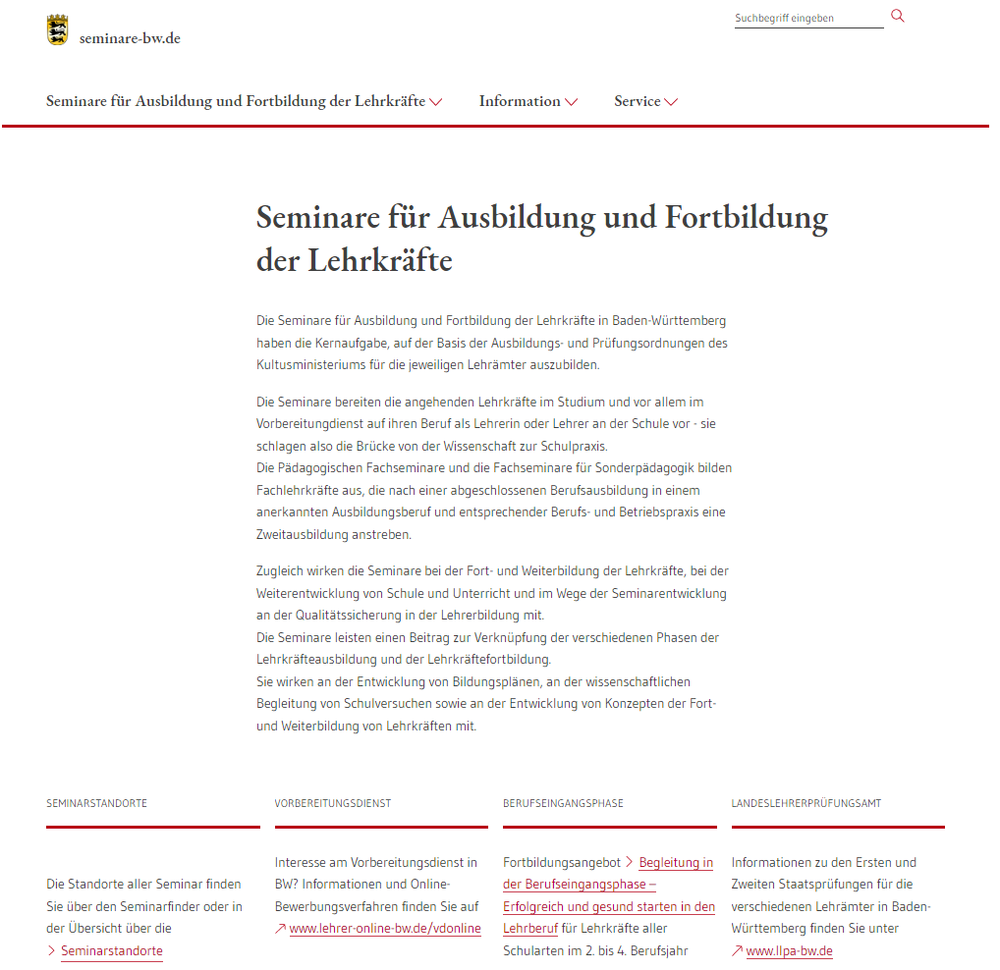 Suchbegriff eingeben
seminare-bw.de
Seminare für Ausbildung und Fortbildung der Lehrkräfte
Information
Service
Seminare für Ausbildung und Fortbildung
der Lehrkräfte
Die Seminare für Ausbildung und Fortbildung der Lehrkräfte in Baden-Württemberg
haben die Kernaufgabe, auf der Basis der Ausbildungs- und Prüfungsordnungen des
Kultusministeriums für die jeweiligen Lehrämter auszubilden.
Die Seminare bereiten die angehenden Lehrkräfte im Studium und vor allem im
Vorbereitungdienst auf ihren Beruf als Lehrerin oder Lehrer an der Schule vor - sie
schlagen also die Brücke von der Wissenschaft zur Schulpraxis.
Die Pädagogischen Fachseminare und die Fachseminare für Sonderpädagogik bilden
Fachlehrkräfte aus, die nach einer abgeschlossenen Berufsausbildung in einem
anerkannten Ausbildungsberuf und entsprechender Berufs- und Betriebspraxis eine
Zweitausbildung anstreben.
Zugleich wirken die Seminare bei der Fort- und Weiterbildung der Lehrkräfte, bei der
Weiterentwicklung von Schule und Unterricht und im Wege der Seminarentwicklung
an der Qualitätssicherung in der Lehrerbildung mit.
Die Seminare leisten einen Beitrag zur Verknüpfung der verschiedenen Phasen der
Lehrkräfteausbildung und der Lehrkräftefortbildung.
Sie wirken an der Entwicklung von Bildungsplänen, an der wissenschaftlichen
Begleitung von Schulversuchen sowie an der Entwicklung von Konzepten der Fort-
und Weiterbildung von Lehrkräften mit.
SEMINARSTANDORTE
Die Standorte aller Seminar finden
Sie über den Seminarfinder oder in
der Übersicht über die
Seminarstandorte
VORBEREITUNGSDIENST
Interesse am Vorbereitungsdienst in
BW? Informationen und Online-
Bewerbungsverfahren finden Sie auf
www.lehrer-online-bw.de/vdonline
BERUFSEINGANGSPHASE
Fortbildungsangebot Begleitung in
der Berufseingangsphase –
Erfolgreich und gesund starten in den
Lehrberuf für Lehrkräfte aller
Schularten im 2. bis 4. Berufsjahr
LANDESLEHRERPRÜFUNGSAMT
Informationen zu den Ersten und
Zweiten Staatsprüfungen für die
verschiedenen Lehrämter in Baden-
Württemberg finden Sie unter
www.llpa-bw.de